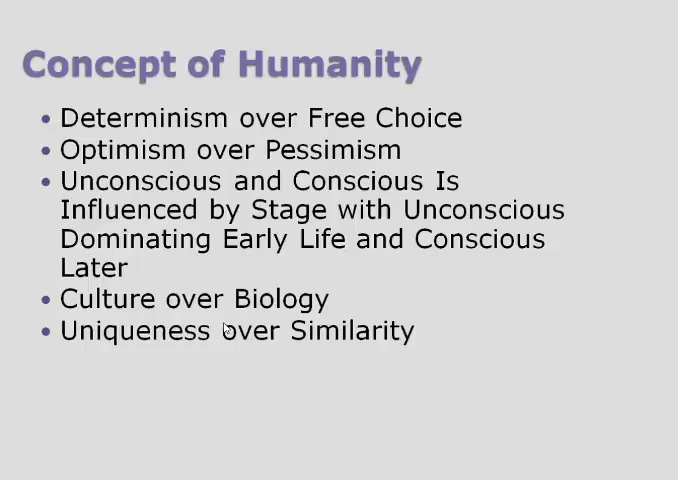 Concept of Humanity
• Determinism over Free Choice
• Optimism over Pessimism
• Unconscious and Conscious Is
Influenced by Stage with Unconscious
Dominating Early Life and Conscious
Later
• Culture over Biology
• Uniqueness over Similarity